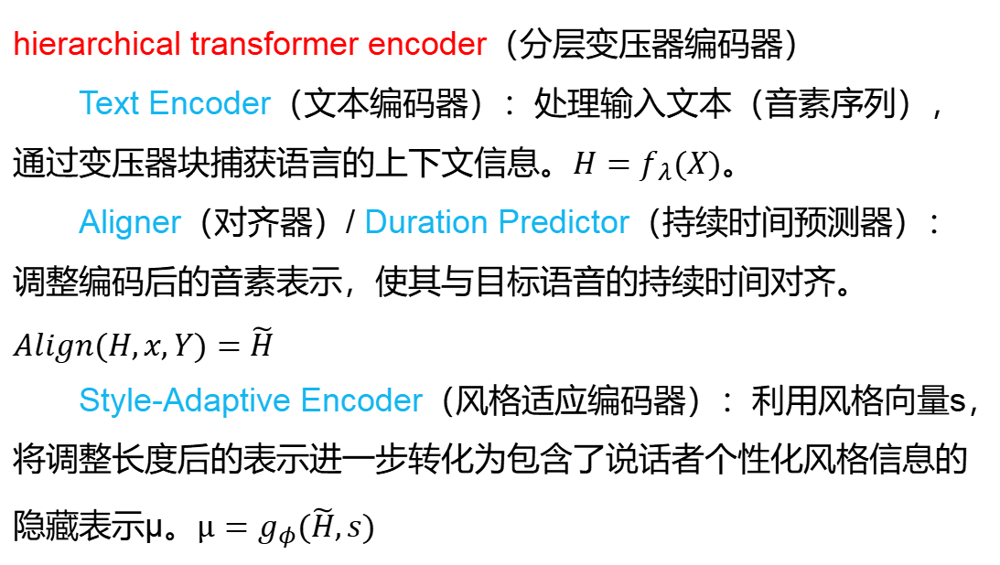 hierarchical transformer encoder（分层变压器编码器）
Text Encoder（文本编码器）：处理输入文本（音素序列），
通过变压器块捕获语言的上下文信息。𝐻 = 𝑓_𝜆(𝑋)。
Aligner（对齐器）/ Duration Predictor（持续时间预测器）：
调整编码后的音素表示，使其与目标语音的持续时间对齐。
𝐴𝑙𝑖𝑔𝑛(𝐻, 𝑥, 𝑌) = 𝐻̃
Style-Adaptive Encoder（风格适应编码器）：利用风格向量s，
将调整长度后的表示进一步转化为包含了说话者个性化风格信息的
隐藏表示μ。μ = 𝑔_𝜙(𝐻̃, 𝑠)